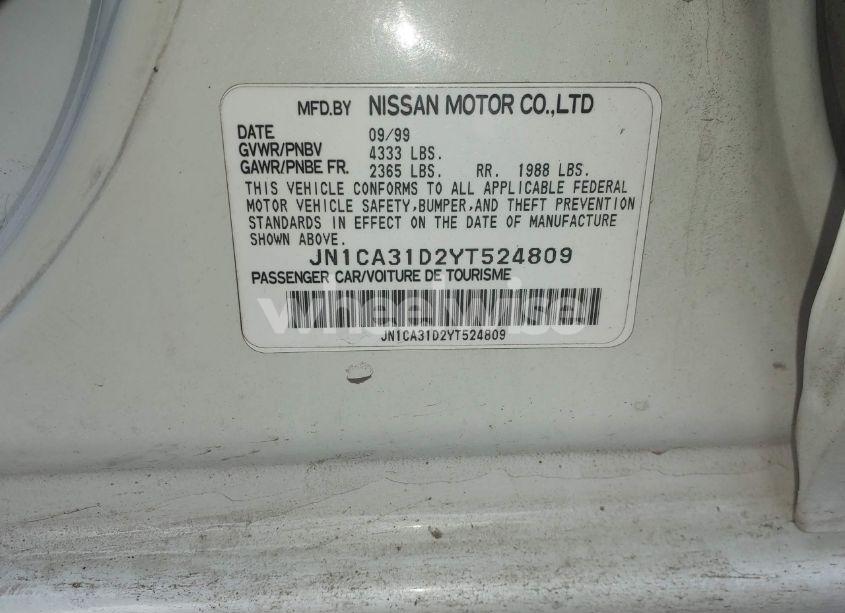 MFD.BY NISSAN MOTOR CO.,LTD
DATE 09/99
GVWR/PNBV 4333 LBS.
GAWR/PNBE FR. 2365 LBS. RR. 1988 LBS.
THIS VEHICLE CONFORMS TO ALL APPLICABLE FEDERAL
MOTOR VEHICLE SAFETY,BUMPER,AND THEFT PREVENTION
STANDARDS IN EFFECT ON THE DATE OF MANUFACTURE
SHOWN ABOVE.
JN1CA31D2YT524809
PASSENGER CAR/VOITURE DE TOURISME
wheelwise
JN1CA31D2YT524809